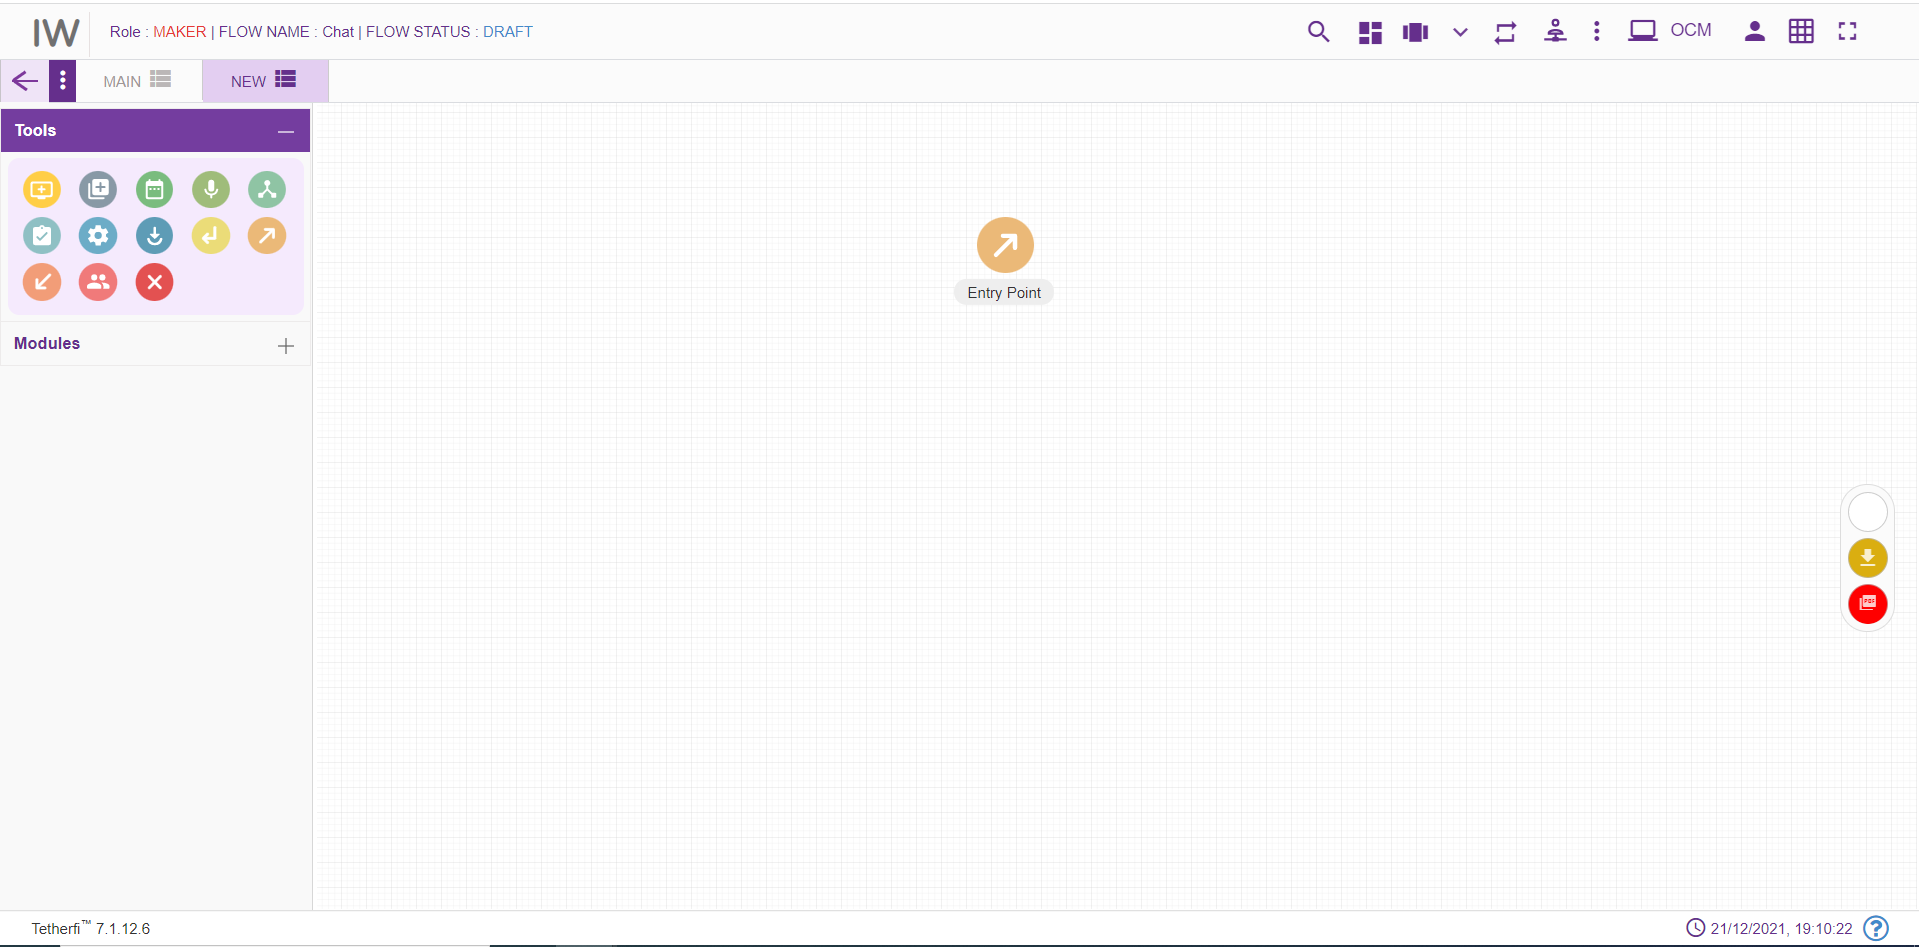 IW
Role : MAKER | FLOW NAME : Chat | FLOW STATUS : DRAFT
OCM
MAIN
NEW
Tools
Entry Point
Modules
PDF
Tetherfi™ 7.1.12.6
21/12/2021, 19:10:22
?